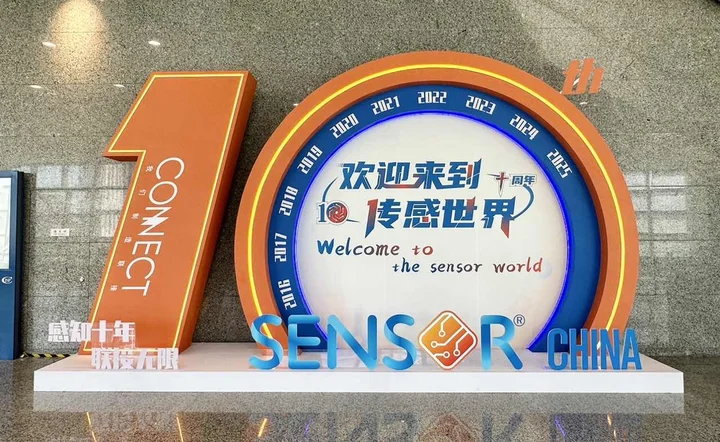 th
CONNECT
2016
2017
2018
2019
2020
2021
2022
2023
2024
2025
欢迎来到
十周年
10
传感世界
Welcome to
the sensor world
感知十年
联接无限
SENSOR®
CHINA